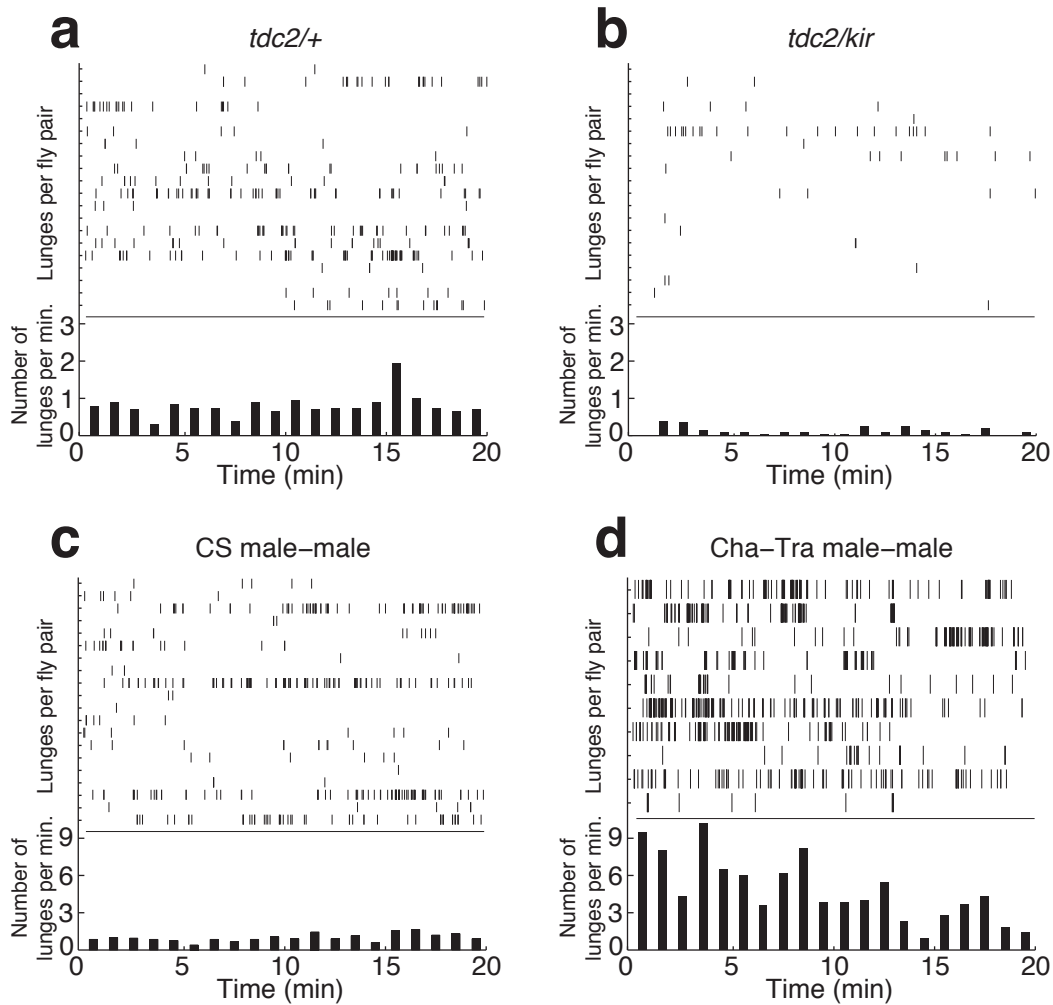 a
tdc2/+
Lunges per fly pair
Number of
lunges per min.
3
2
1
0
0
5
10
15
20
Time (min)
b
tdc2/kir
Lunges per fly pair
Number of
lunges per min.
3
2
1
0
0
5
10
15
20
Time (min)
c
CS male–male
Lunges per fly pair
Number of
lunges per min.
9
6
3
0
0
5
10
15
20
Time (min)
d
Cha–Tra male–male
Lunges per fly pair
Number of
lunges per min.
9
6
3
0
0
5
10
15
20
Time (min)